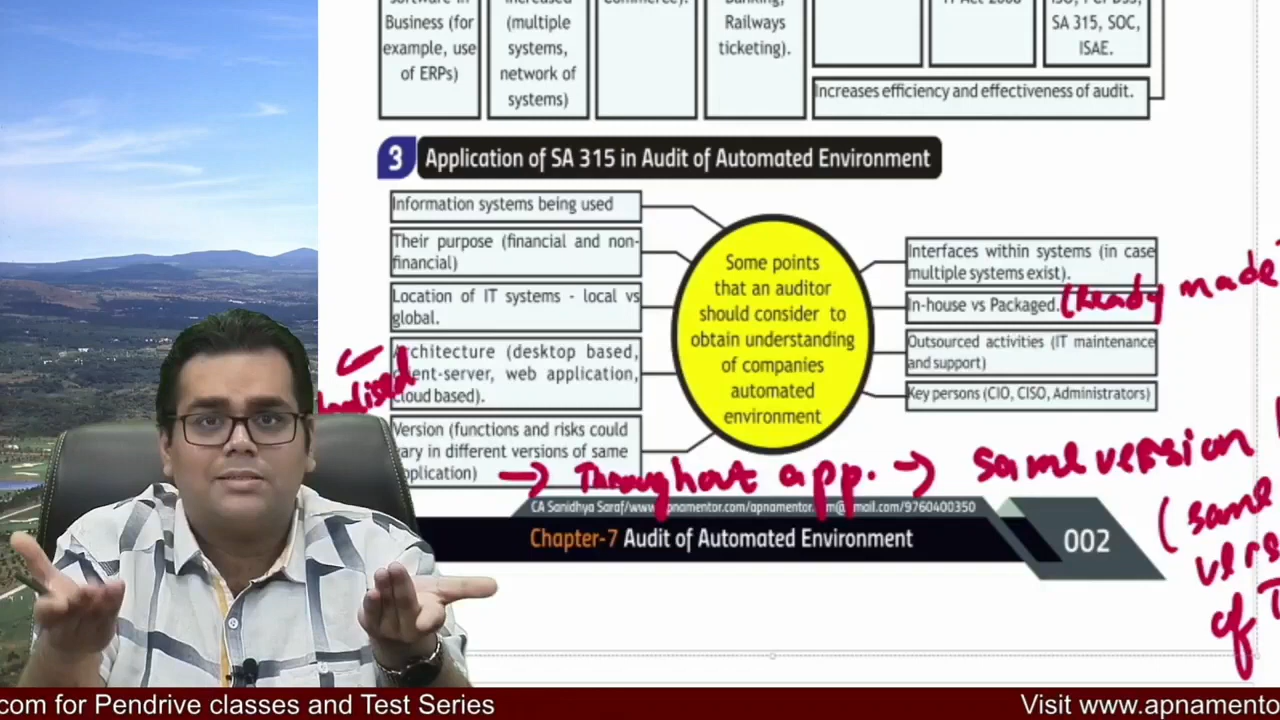 Business (for
example, use
of ERPs)
increased
(multiple
systems,
network of
systems)
Commerce).
Banking,
Railways
ticketing).
SA 315, SOC,
ISAE.
Increases efficiency and effectiveness of audit.
3 Application of SA 315 in Audit of Automated Environment
Information systems being used
Their purpose (financial and non-
financial)
Location of IT systems - local vs
global.
Architecture (desktop based,
client-server, web application,
cloud based).
Version (functions and risks could
vary in different versions of same
application)
Some points
that an auditor
should consider to
obtain understanding
of companies
automated
environment
Interfaces within systems (in case
multiple systems exist).
In-house vs Packaged. (Ready made
Outsourced activities (IT maintenance
and support)
Key persons (CIO, CISO, Administrators)
→ Throughout app. → Same version
(same
of
CA Sanidhya Saraf/www.apnamentor.com/apnamentor. @ mail.com/9760400350
Chapter-7 Audit of Automated Environment
002
com for Pendrive classes and Test Series
Visit www.apnamento